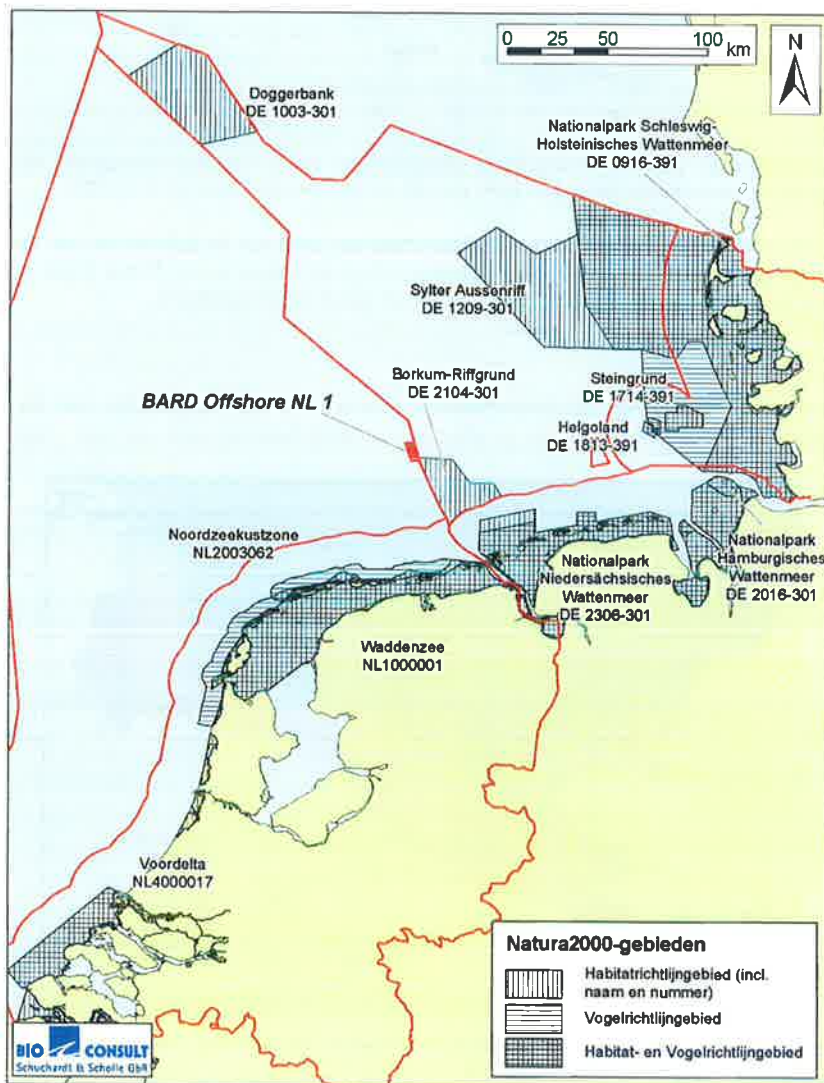 0 25 50 100
km
N
Doggerbank
DE 1003-301
Nationalpark Schleswig-
Holsteinisches Wattenmeer
DE 0916-391
Sylter Aussenriff
DE 1209-301
Borkum-Riffgrund
DE 2104-301
Steingrund
DE 1714-391
BARD Offshore NL 1
Helgoland
DE 1813-391
Noordzeekustzone
NL2003062
Nationalpark
Niedersächsisches
Wattenmeer
DE 2306-301
Nationalpark
Hamburgisches
Wattenmeer
DE 2016-301
Waddenzee
NL1000001
Voordelta
NL4000017
Natura2000-gebieden
Habitatrichtlijngebied (incl.
naam en nummer)
Vogelrichtlijngebied
Habitat- en Vogelrichtlijngebied
BIO CONSULT
Schuchardt & Scholle GbR